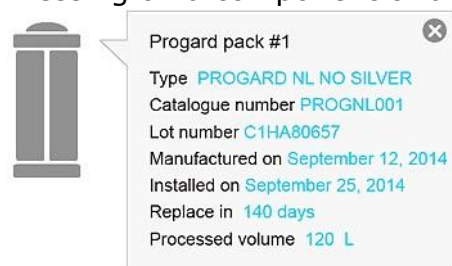 Progard pack #1
Type PROGARD NL NO SILVER
Catalogue number PROGNL001
Lot number C1HA80657
Manufactured on September 12, 2014
Installed on September 25, 2014
Replace in 140 days
Processed volume 120 L